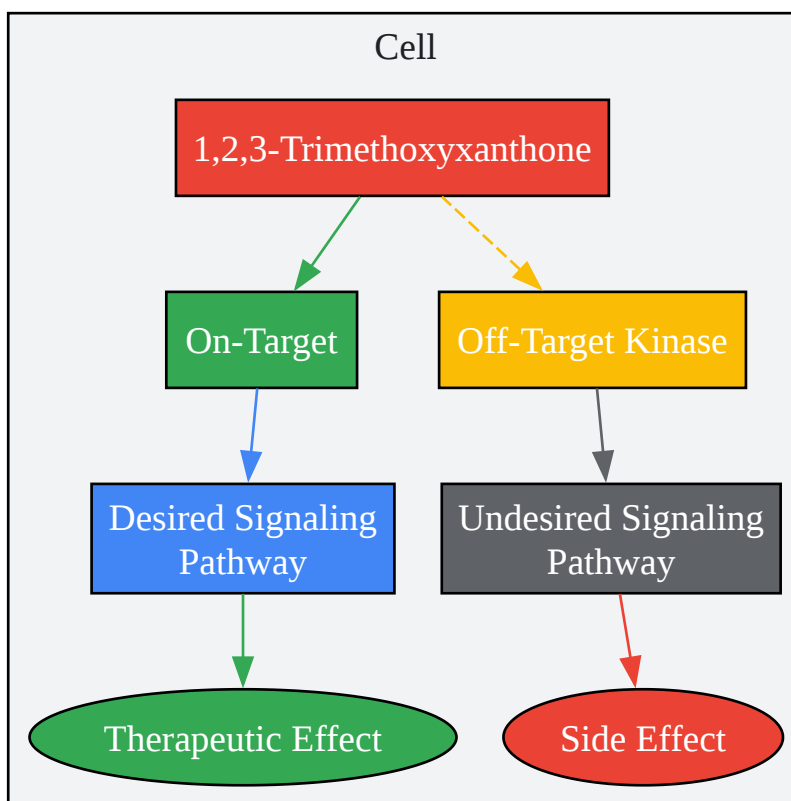 Cell
1,2,3-Trimethoxyxanthone
On-Target
Off-Target Kinase
Desired Signaling
Pathway
Undesired Signaling
Pathway
Therapeutic Effect
Side Effect